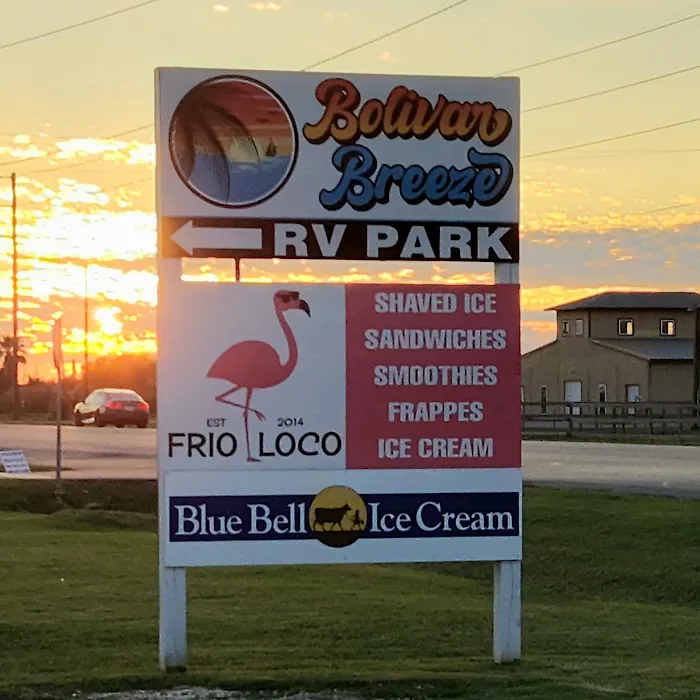 Bolivar
Breeze
RV PARK
SHAVED ICE
SANDWICHES
SMOOTHIES
FRAPPES
ICE CREAM
EST 2014
FRIO LOCO
Blue Bell Ice Cream